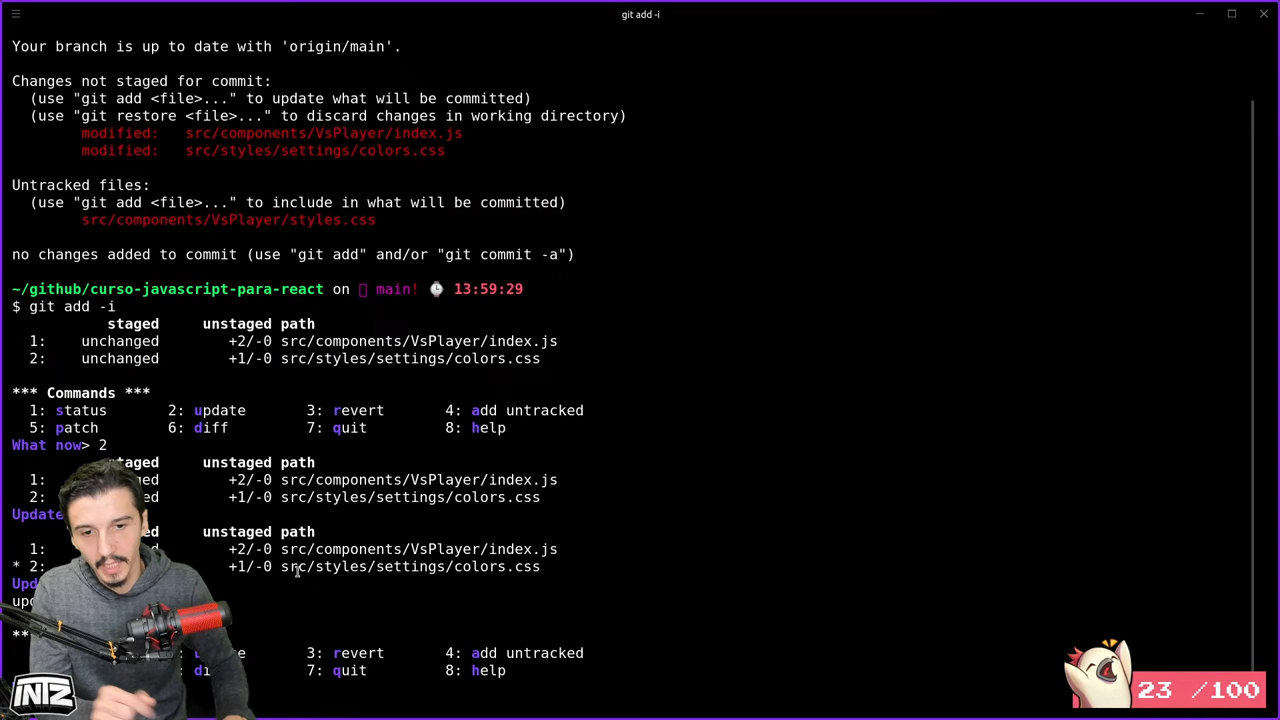 git add -i
Your branch is up to date with 'origin/main'.
Changes not staged for commit:
(use "git add <file>..." to update what will be committed)
(use "git restore <file>..." to discard changes in working directory)
modified: src/components/VsPlayer/index.js
modified: src/styles/settings/colors.css
Untracked files:
(use "git add <file>..." to include in what will be committed)
src/components/VsPlayer/styles.css
no changes added to commit (use "git add" and/or "git commit -a")
~/github/curso-javascript-para-react on main! 13:59:29
$ git add -i
staged unstaged path
1: unchanged +2/-0 src/components/VsPlayer/index.js
2: unchanged +1/-0 src/styles/settings/colors.css
*** Commands ***
1: status 2: update 3: revert 4: add untracked
5: patch 6: diff 7: quit 8: help
What now> 2
unstaged path
1: +2/-0 src/components/VsPlayer/index.js
2: +1/-0 src/styles/settings/colors.css
Update
unstaged path
1: +2/-0 src/components/VsPlayer/index.js
* 2: +1/-0 src/styles/settings/colors.css
3: revert 4: add untracked
7: quit 8: help
INTZ
23 /100